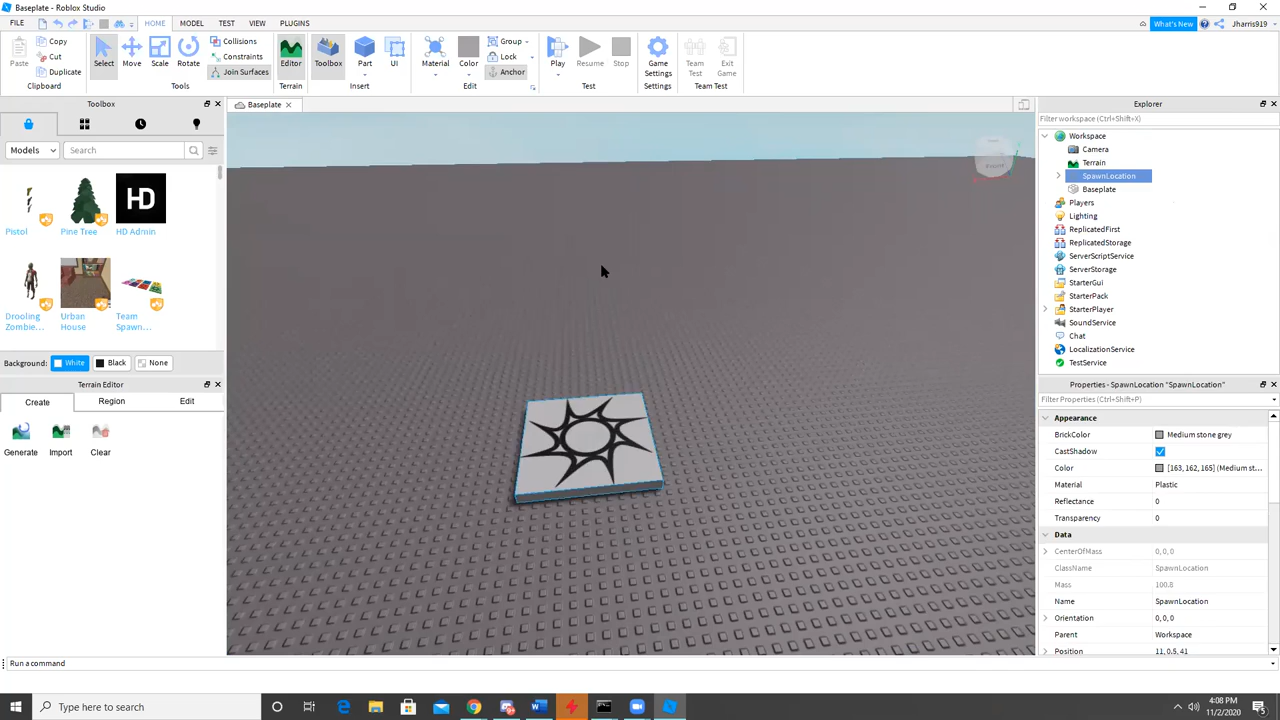 Baseplate - Roblox Studio
FILE HOME MODEL TEST VIEW PLUGINS What's New Jharris919
Paste Copy Cut Duplicate Clipboard
Select Move Scale Rotate Collisions Constraints Join Surfaces Tools
Editor Terrain
Toolbox Part UI Insert
Material Color Group Lock Anchor Edit
Play Resume Stop Test
Game Settings Settings
Team Test Exit Game Team Test
Toolbox
Models Search
Pistol Pine Tree HD Admin
HD
Drooling Zombie... Urban House Team Spawn...
Background: White Black None
Terrain Editor
Create Region Edit
Generate Import Clear
Baseplate
Explorer
Filter workspace (Ctrl+Shift+X)
Workspace
Camera
Terrain
SpawnLocation
Baseplate
Players
Lighting
ReplicatedFirst
ReplicatedStorage
ServerScriptService
ServerStorage
StarterGui
StarterPack
StarterPlayer
SoundService
Chat
LocalizationService
TestService
Properties - SpawnLocation "SpawnLocation"
Filter Properties (Ctrl+Shift+P)
Appearance
BrickColor Medium stone grey
CastShadow
Color [163, 162, 165] (Medium st...
Material Plastic
Reflectance 0
Transparency 0
Data
CenterOfMass 0, 0, 0
ClassName SpawnLocation
Mass 100.8
Name SpawnLocation
Orientation 0, 0, 0
Parent Workspace
Position 11, 0.5, 41
Run a command
Type here to search
4:08 PM
11/2/2020